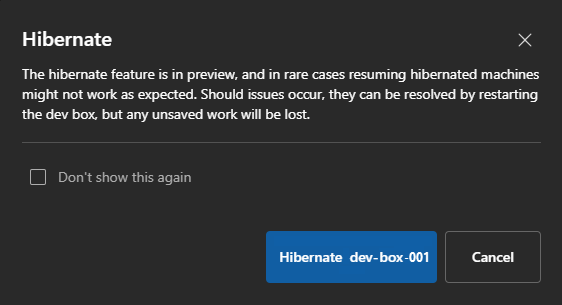 Hibernate
The hibernate feature is in preview, and in rare cases resuming hibernated machines
might not work as expected. Should issues occur, they can be resolved by restarting
the dev box, but any unsaved work will be lost.
Don't show this again
Hibernate dev-box-001
Cancel